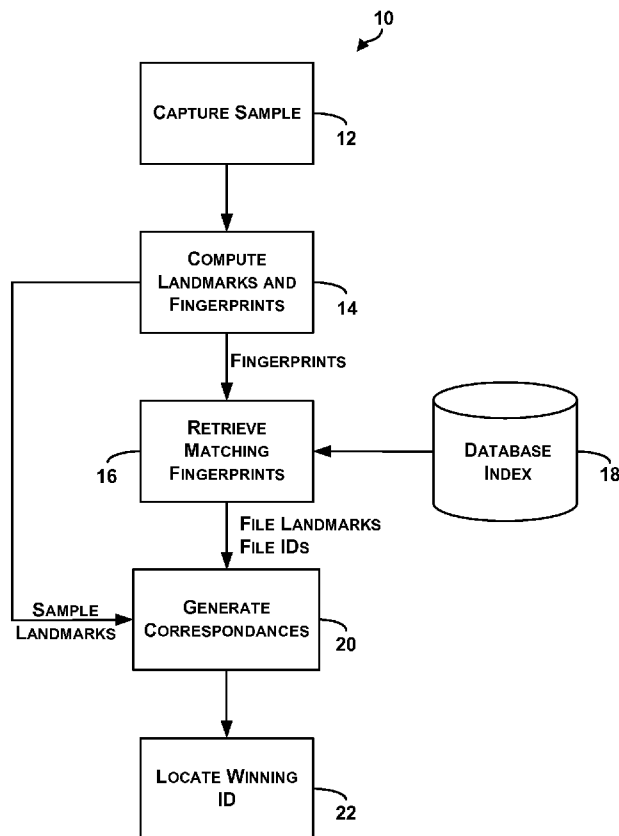 10
CAPTURE SAMPLE
12
COMPUTE
LANDMARKS AND
FINGERPRINTS
14
FINGERPRINTS
RETRIEVE
MATCHING
FINGERPRINTS
16
DATABASE
INDEX
18
FILE LANDMARKS
FILE IDS
SAMPLE
LANDMARKS
GENERATE
CORRESPONDANCES
20
LOCATE WINNING
ID
22